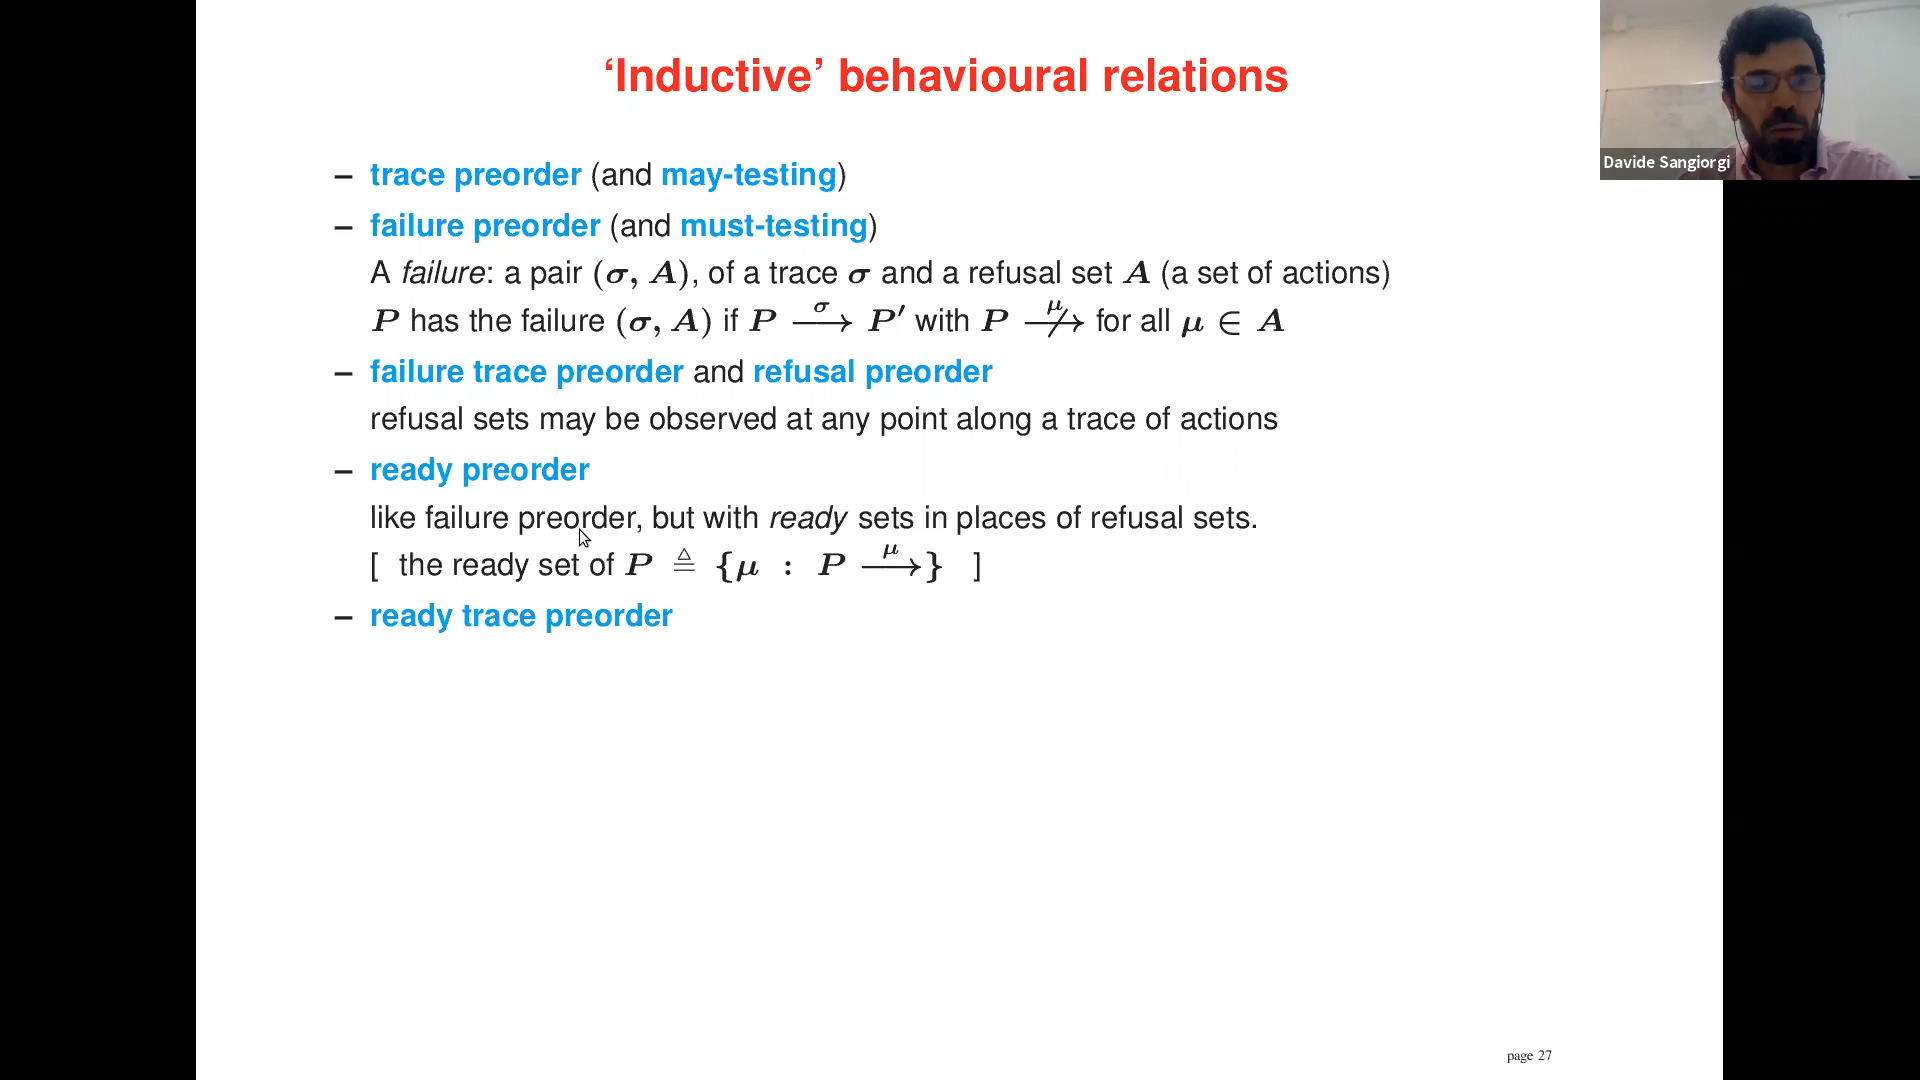 ‘Inductive’ behavioural relations
Davide Sangiorgi
– trace preorder (and may-testing)
– failure preorder (and must-testing)
A failure: a pair (σ, A), of a trace σ and a refusal set A (a set of actions)
P has the failure (σ, A) if P —σ→ P′ with P —μ↛ for all μ ∈ A
– failure trace preorder and refusal preorder
refusal sets may be observed at any point along a trace of actions
– ready preorder
like failure preorder, but with ready sets in places of refusal sets.
[ the ready set of P ≜ {μ : P —μ→} ]
– ready trace preorder
page 27